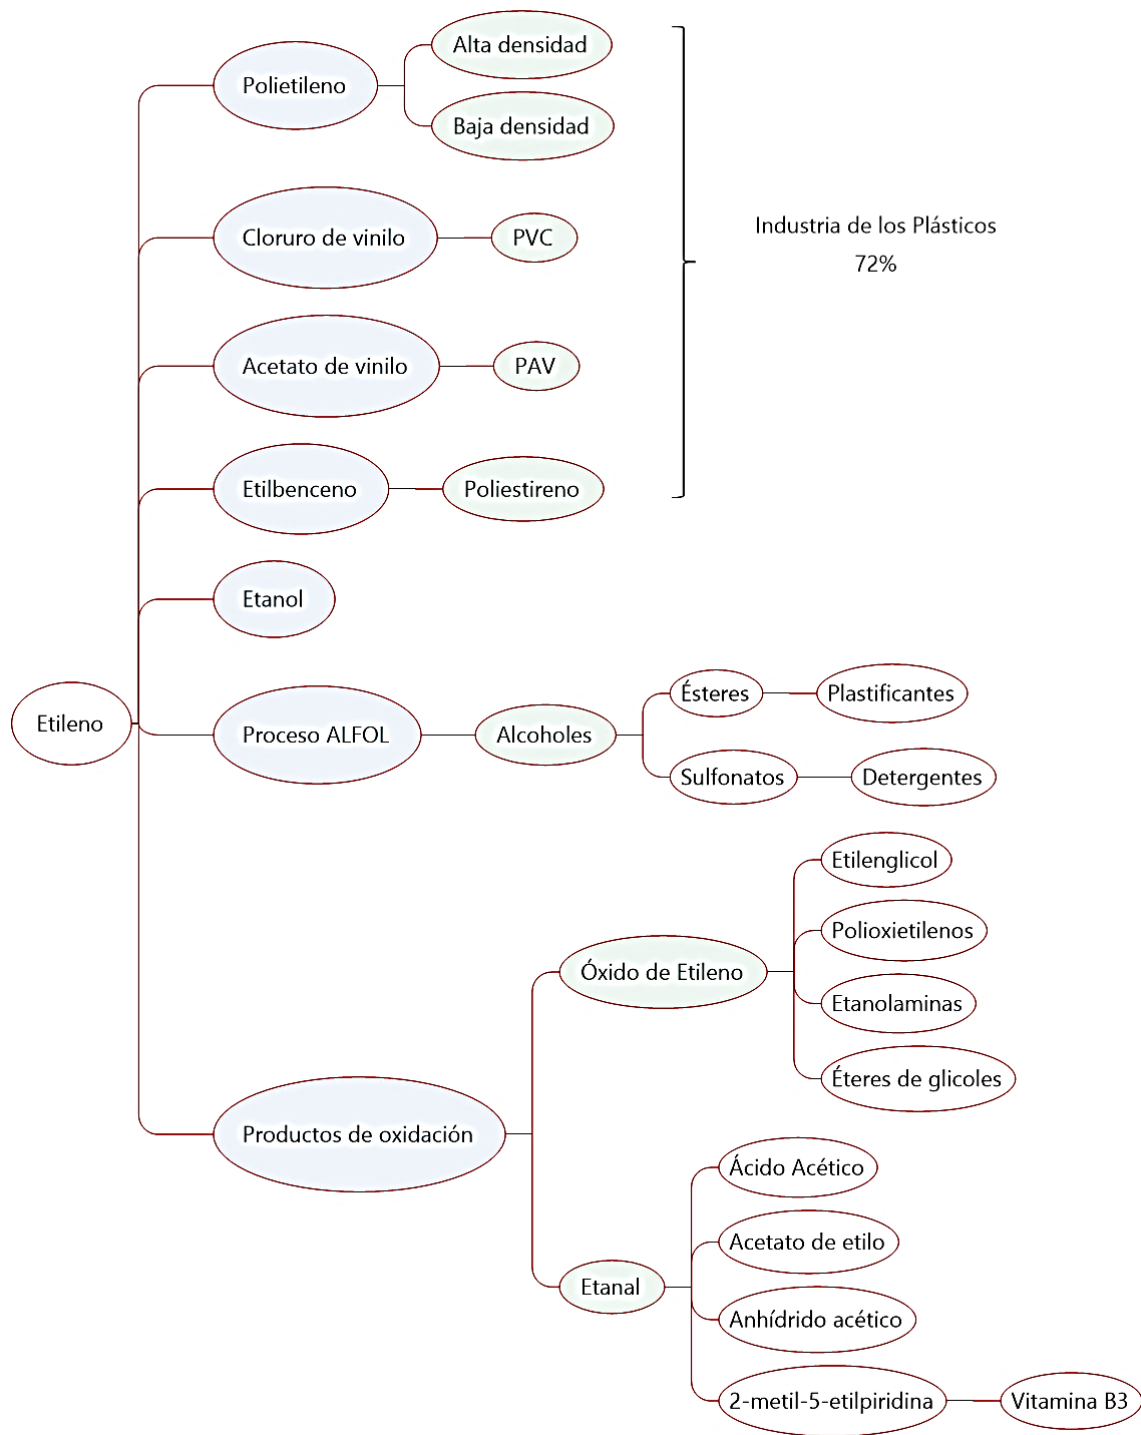 Alta densidad
Polietileno
Baja densidad
Cloruro de vinilo
PVC
Industria de los Plásticos
72%
Acetato de vinilo
PAV
Etilbenceno
Poliestireno
Etanol
Etileno
Proceso ALFOL
Alcoholes
Ésteres
Plastificantes
Sulfonatos
Detergentes
Productos de oxidación
Óxido de Etileno
Etilenglicol
Polioxietilenos
Etanolaminas
Éteres de glicoles
Etanal
Ácido Acético
Acetato de etilo
Anhídrido acético
2-metil-5-etilpiridina
Vitamina B3